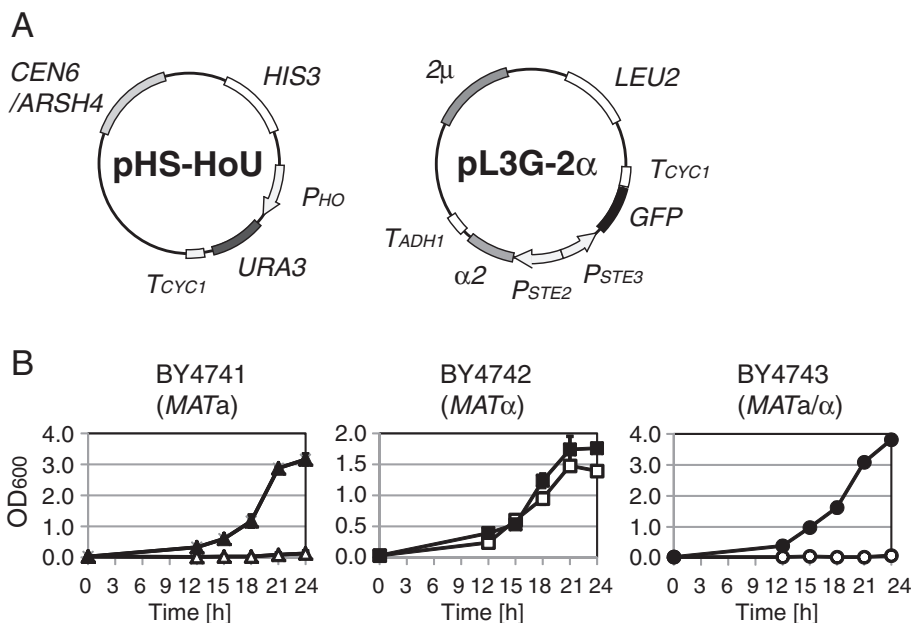 A
CEN6
/ARSH4
HIS3
pHS-HoU
PHO
URA3
TCYC1
2μ
LEU2
pL3G-2α
TCYC1
GFP
PSTE3
PSTE2
α2
TADH1
B
BY4741
(MATa)
BY4742
(MATα)
BY4743
(MATa/α)
OD600
4.0
3.0
2.0
1.0
0.0
0 3 6 9 12 15 18 21 24
Time [h]
2.0
1.5
1.0
0.5
0.0
0 3 6 9 12 15 18 21 24
Time [h]
4.0
3.0
2.0
1.0
0.0
0 3 6 9 12 15 18 21 24
Time [h]